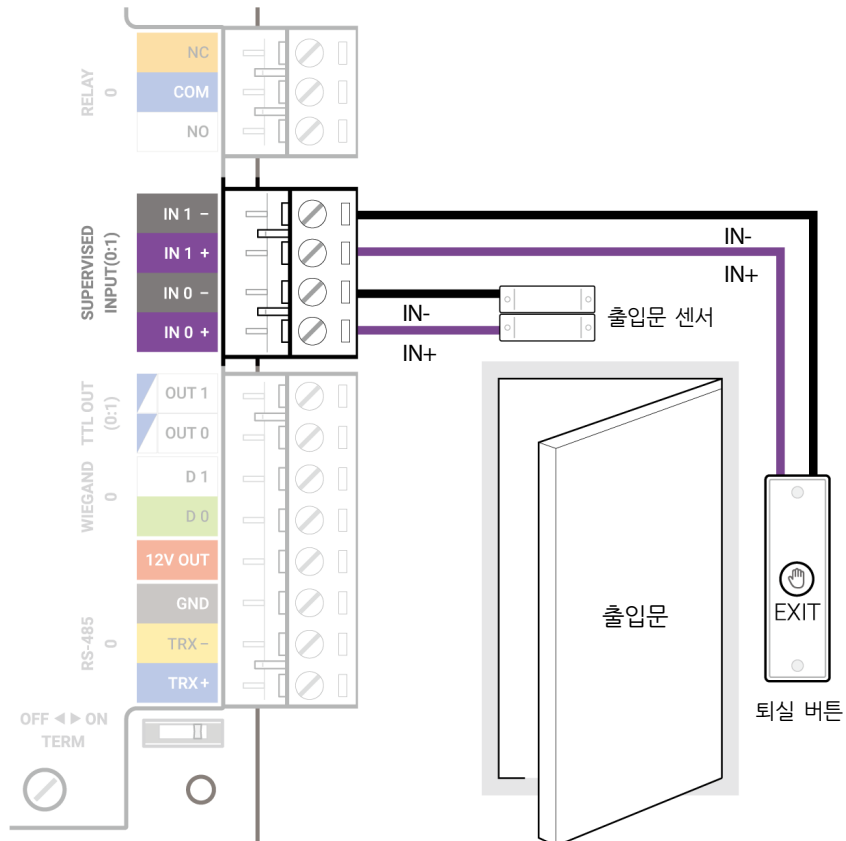 RELAY
0
NC
COM
NO
SUPERVISED
INPUT(0:1)
IN 1 −
IN 1 +
IN 0 −
IN 0 +
IN-
IN+
IN-
IN+
출입문 센서
TTL OUT
(0:1)
OUT 1
OUT 0
WIEGAND
0
D 1
D 0
12V OUT
RS-485
0
GND
TRX −
TRX +
OFF ◀ ▶ ON
TERM
출입문
EXIT
퇴실 버튼